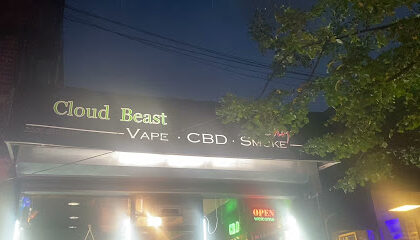 Cloud Beast
VAPE · CBD · SMOKE
OPEN